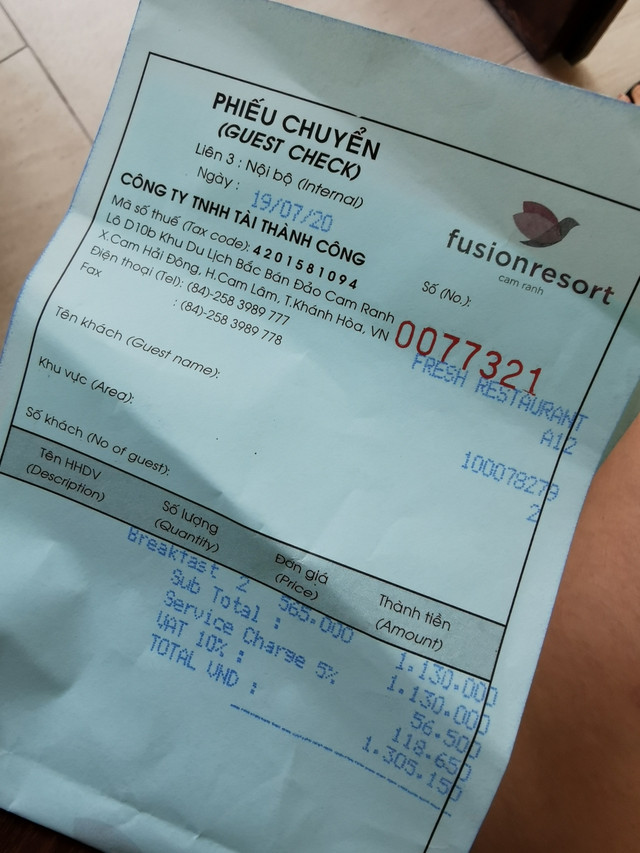 PHIẾU CHUYỂN
(GUEST CHECK)
Liên 3 : Nội bộ (Internal)
Ngày : 19/07/20
fusionresort
cam ranh
CÔNG TY TNHH TÀI THÀNH CÔNG
Mã số thuế (Tax code): 4201581094
Lô D10b Khu Du Lịch Bắc Bán Đảo Cam Ranh
X.Cam Hải Đông, H.Cam Lâm, T.Khánh Hòa, VN
Điện thoại (Tel): (84)-258 3989 777
Fax : (84)-258 3989 778
Số (No.):
0077321
FRESH RESTAURANT
Tên khách (Guest name):
A12
Khu vực (Area):
100078279
Số khách (No of guest):
2
Tên HHDV (Description) Số lượng (Quantity) Đơn giá (Price) Thành tiền (Amount)
Breakfast 2 565.000 1.130.000
Sub Total : 1.130.000
Service Charge 5% 56.500
VAT 10% : 118.650
TOTAL VND : 1.305.150